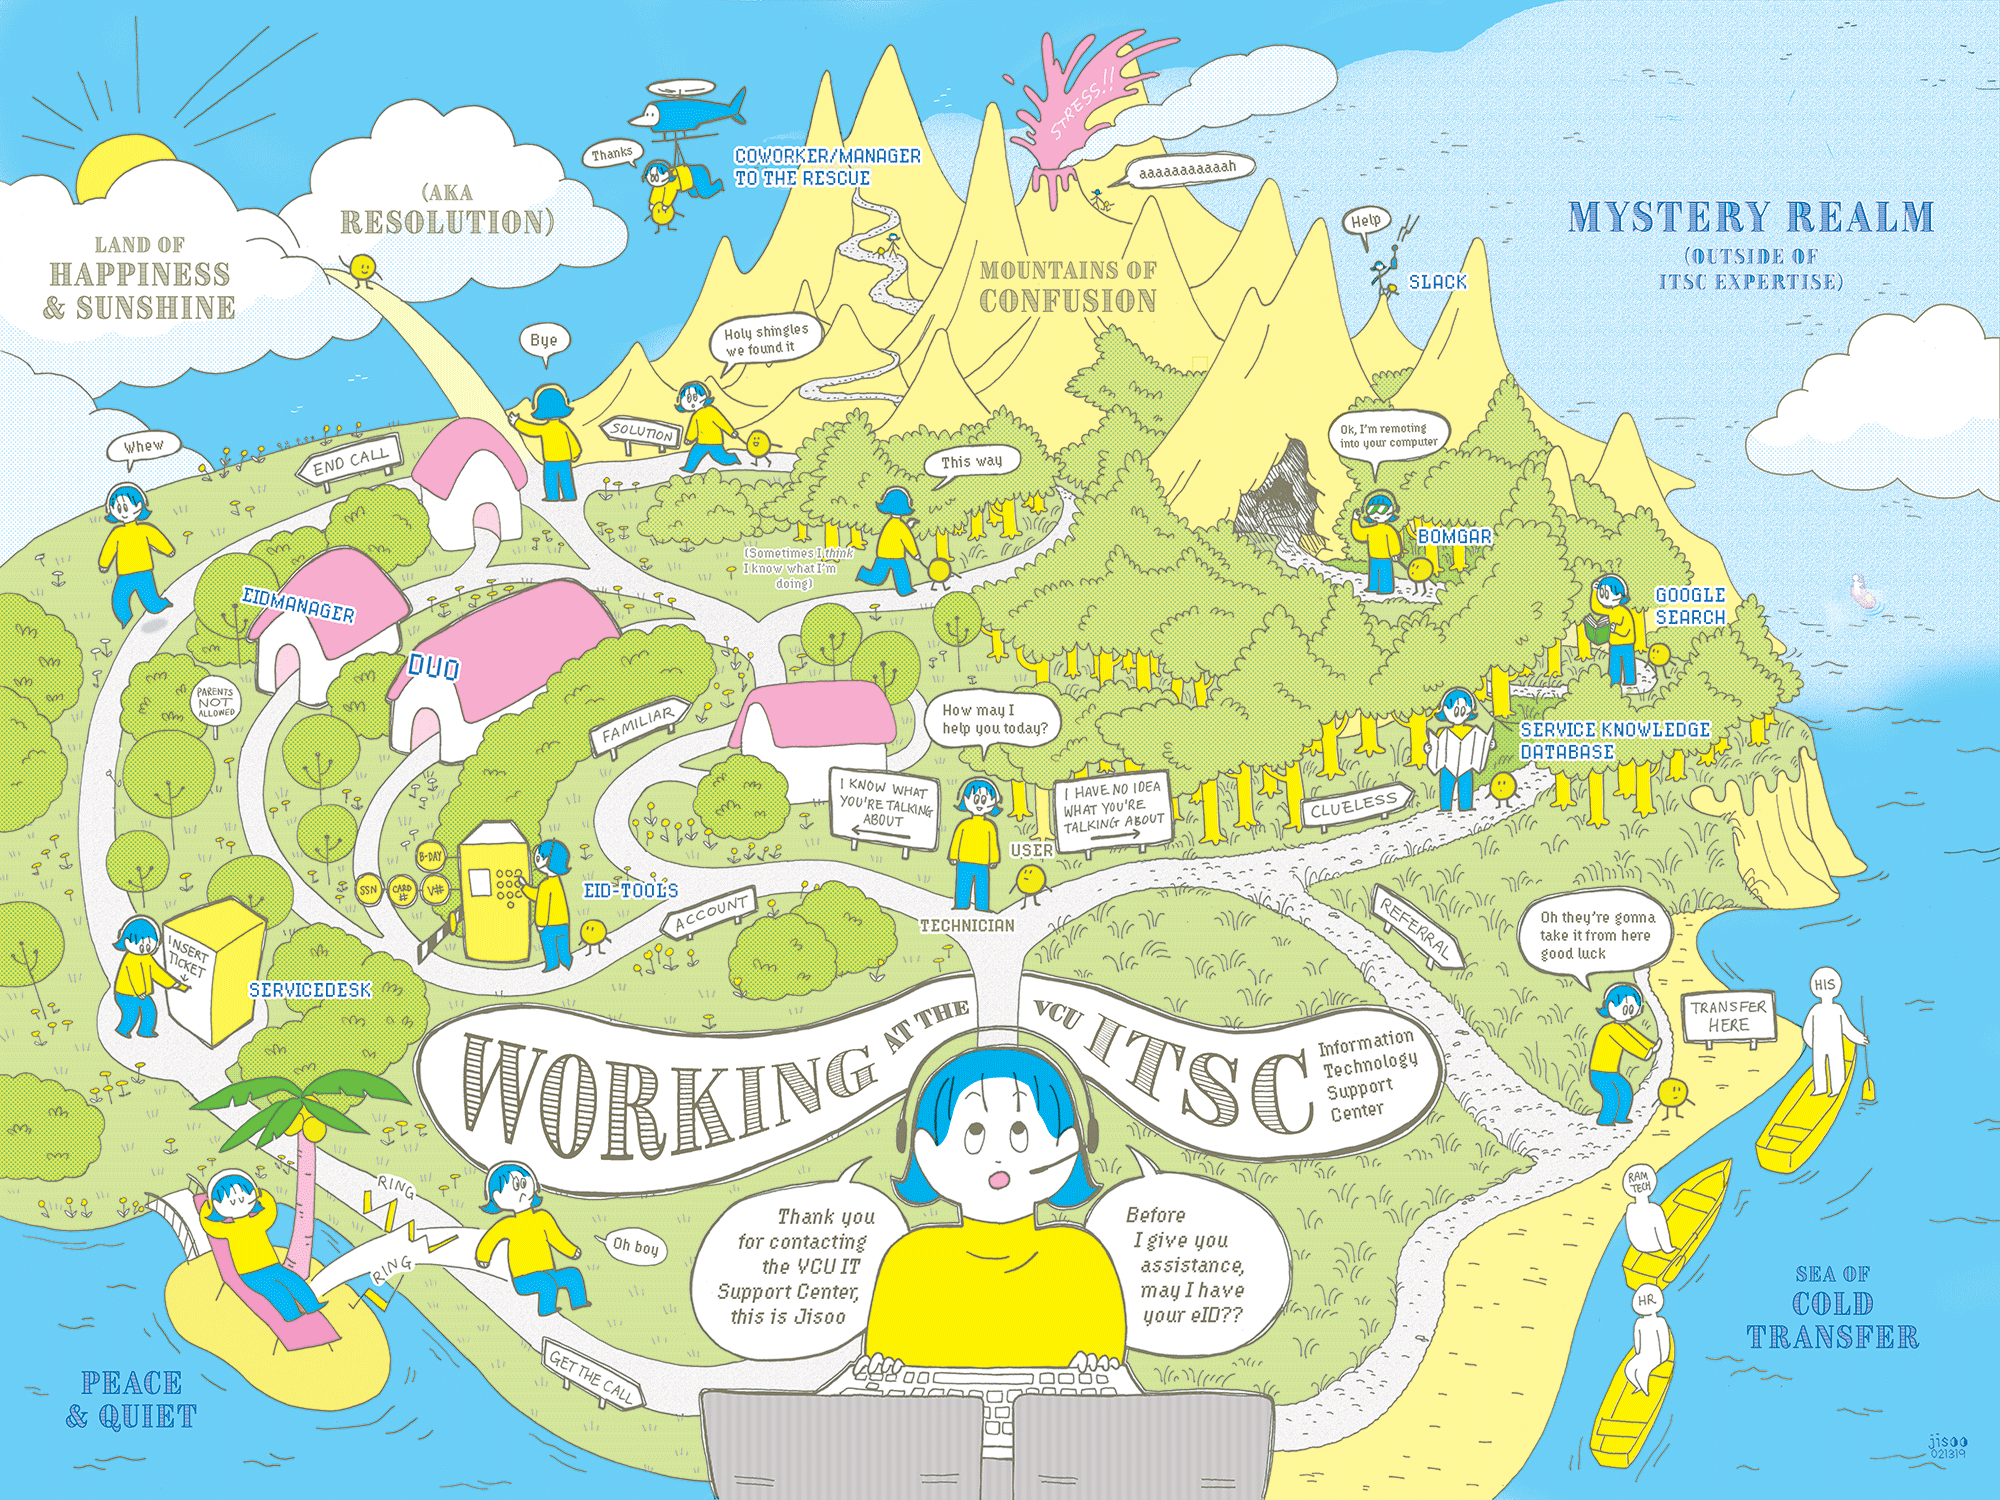 LAND OF
HAPPINESS
& SUNSHINE
(AKA
RESOLUTION)
Thanks
COWORKER/MANAGER
TO THE RESCUE
STRESS!!
aaaaaaaaaaah
MOUNTAINS OF
CONFUSION
Help
SLACK
MYSTERY REALM
(OUTSIDE OF
ITSC EXPERTISE)
Bye
Holy shingles
we found it
SOLUTION
Whew
END CALL
This way
(Sometimes I think
I know what I'm
doing)
Ok, I'm remoting
into your computer
BOMGAR
??
GOOGLE
SEARCH
EIDMANAGER
DUO
PARENTS
NOT
ALLOWED
FAMILIAR
How may I
help you today?
I KNOW WHAT
YOU'RE TALKING
ABOUT
I HAVE NO IDEA
WHAT YOU'RE
TALKING ABOUT
CLUELESS
SERVICE KNOWLEDGE
DATABASE
B-DAY
SSN
CARD
#
V#
EID-TOOLS
ACCOUNT
USER
TECHNICIAN
REFERRAL
Oh they're gonna
take it from here
good luck
TRANSFER
HERE
HIS
INSERT
TICKET
SERVICEDESK
WORKING AT THE
VCU ITSC
Information
Technology
Support
Center
RING
RING
Oh boy
Thank you
for contacting
the VCU IT
Support Center,
this is Jisoo
Before
I give you
assistance,
may I have
your eID??
RAM
TECH
HR
SEA OF
COLD
TRANSFER
GET THE CALL
PEACE
& QUIET
jisoo
021319